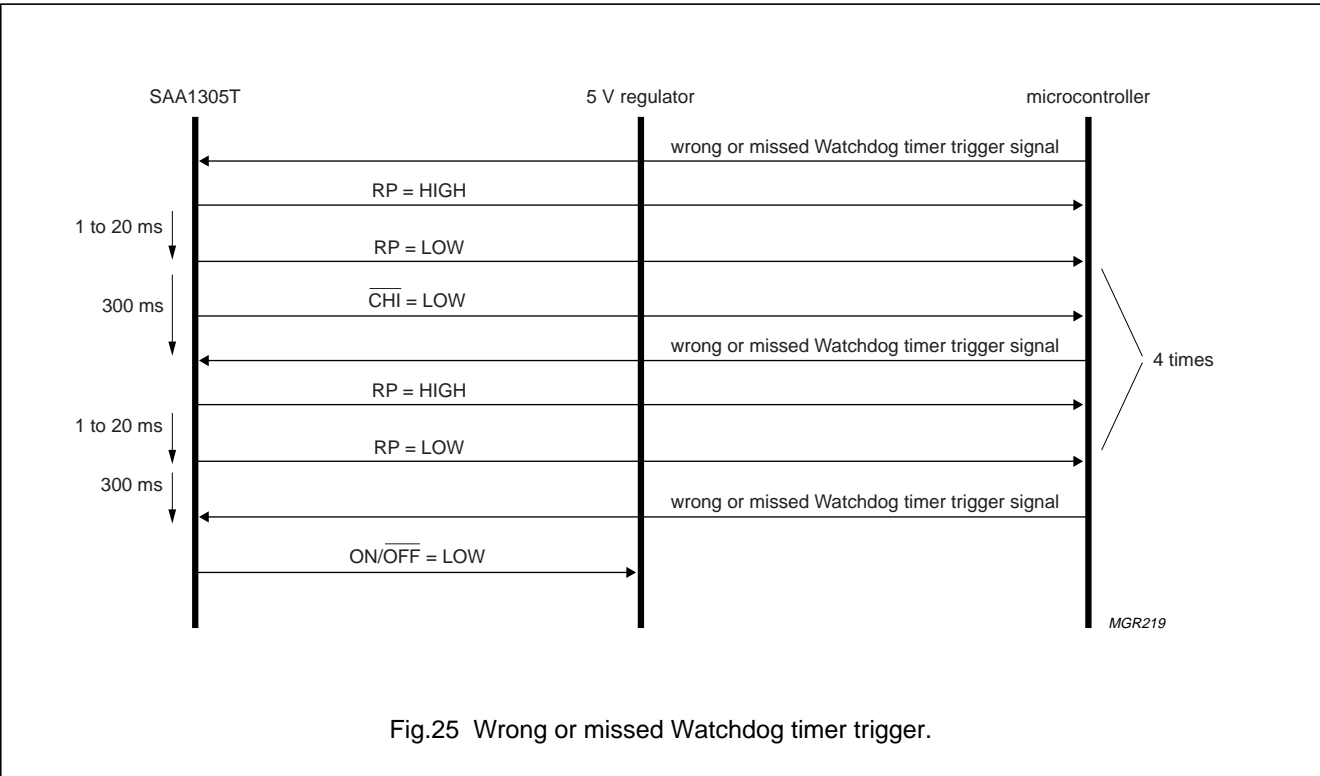 SAA1305T
5 V regulator
microcontroller
wrong or missed Watchdog timer trigger signal
RP = HIGH
1 to 20 ms
RP = LOW
300 ms
C̅H̅I̅ = LOW
wrong or missed Watchdog timer trigger signal
4 times
RP = HIGH
1 to 20 ms
RP = LOW
300 ms
wrong or missed Watchdog timer trigger signal
ON/O̅F̅F̅ = LOW
MGR219
Fig.25 Wrong or missed Watchdog timer trigger.